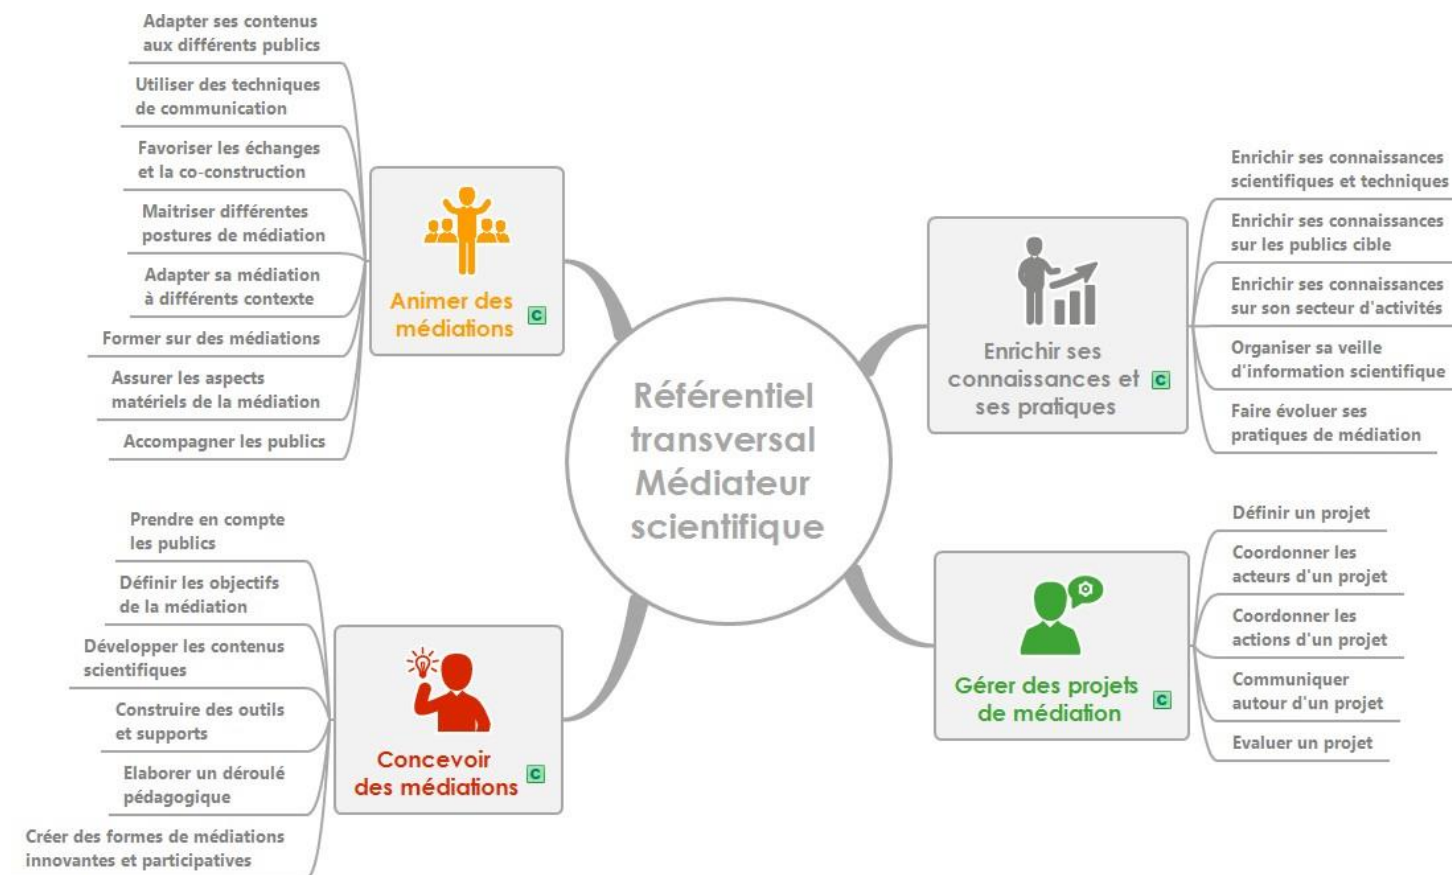 Adapter ses contenus
aux différents publics
Utiliser des techniques
de communication
Favoriser les échanges
et la co-construction
Maitriser différentes
postures de médiation
Adapter sa médiation
à différents contexte
Former sur des médiations
Assurer les aspects
matériels de la médiation
Accompagner les publics
Animer des
médiations
C
Prendre en compte
les publics
Définir les objectifs
de la médiation
Développer les contenus
scientifiques
Construire des outils
et supports
Elaborer un déroulé
pédagogique
Créer des formes de médiations
innovantes et participatives
Concevoir
des médiations
C
Référentiel
transversal
Médiateur
scientifique
Enrichir ses
connaissances et
ses pratiques
C
Enrichir ses connaissances
scientifiques et techniques
Enrichir ses connaissances
sur les publics cible
Enrichir ses connaissances
sur son secteur d'activités
Organiser sa veille
d'information scientifique
Faire évoluer ses
pratiques de médiation
Gérer des projets
de médiation
C
Définir un projet
Coordonner les
acteurs d'un projet
Coordonner les
actions d'un projet
Communiquer
autour d'un projet
Evaluer un projet